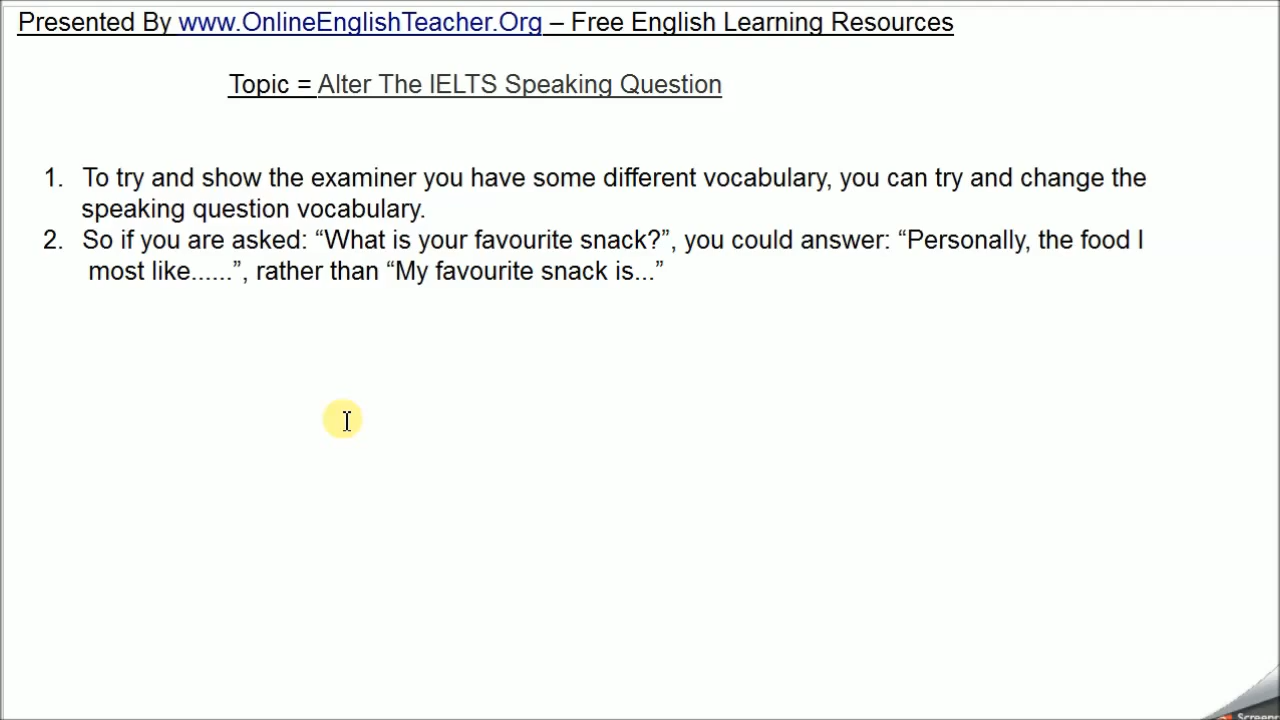 Presented By www.OnlineEnglishTeacher.Org – Free English Learning Resources
Topic = Alter The IELTS Speaking Question
1. To try and show the examiner you have some different vocabulary, you can try and change the
speaking question vocabulary.
2. So if you are asked: “What is your favourite snack?”, you could answer: “Personally, the food I
most like......”, rather than “My favourite snack is...”